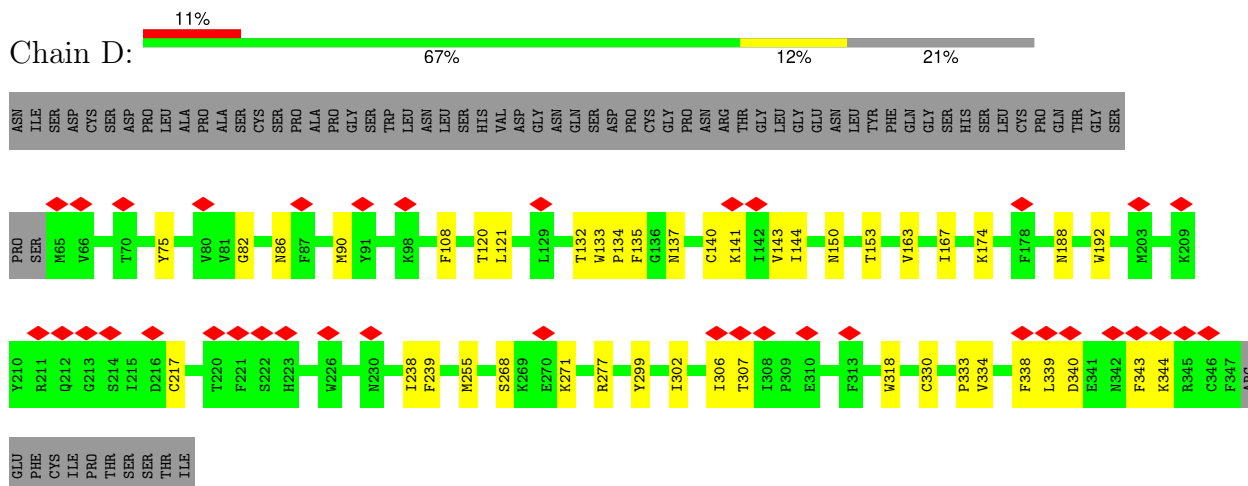 11%
Chain D:
67% 12% 21%
ASN ILE SER ASP CYS SER ASP PRO LEU ALA PRO ALA SER CYS SER PRO ALA PRO GLY SER TRP LEU ASN LEU SER HIS VAL ASP GLY ASN GLN SER ASP PRO CYS GLY PRO ASN ARG THR GLY LEU GLY GLU ASN LEU TYR PHE GLN GLY SER HIS SER LEU CYS PRO GLN THR GLY SER
PRO SER M65 V66 T70 Y75 V80 V81 G82 N86 F87 M90 Y91 K98 F108 T120 L121 L129 T132 W133 P134 F135 G136 N137 C140 K141 I142 V143 I144 N150 T153 V163 I167 K174 F178 N188 W192 M203 K209
Y210 R211 Q212 G213 S214 I215 D216 C217 T220 F221 S222 H223 W226 N230 I238 F239 M255 S268 K269 E270 K271 R277 Y299 I302 I306 T307 I308 P309 E310 F313 W318 C330 P333 V334 F338 L339 D340 E341 N342 F343 K344 R345 C346 F347 ARG
GLU PHE CYS ILE PRO THR SER SER THR ILE